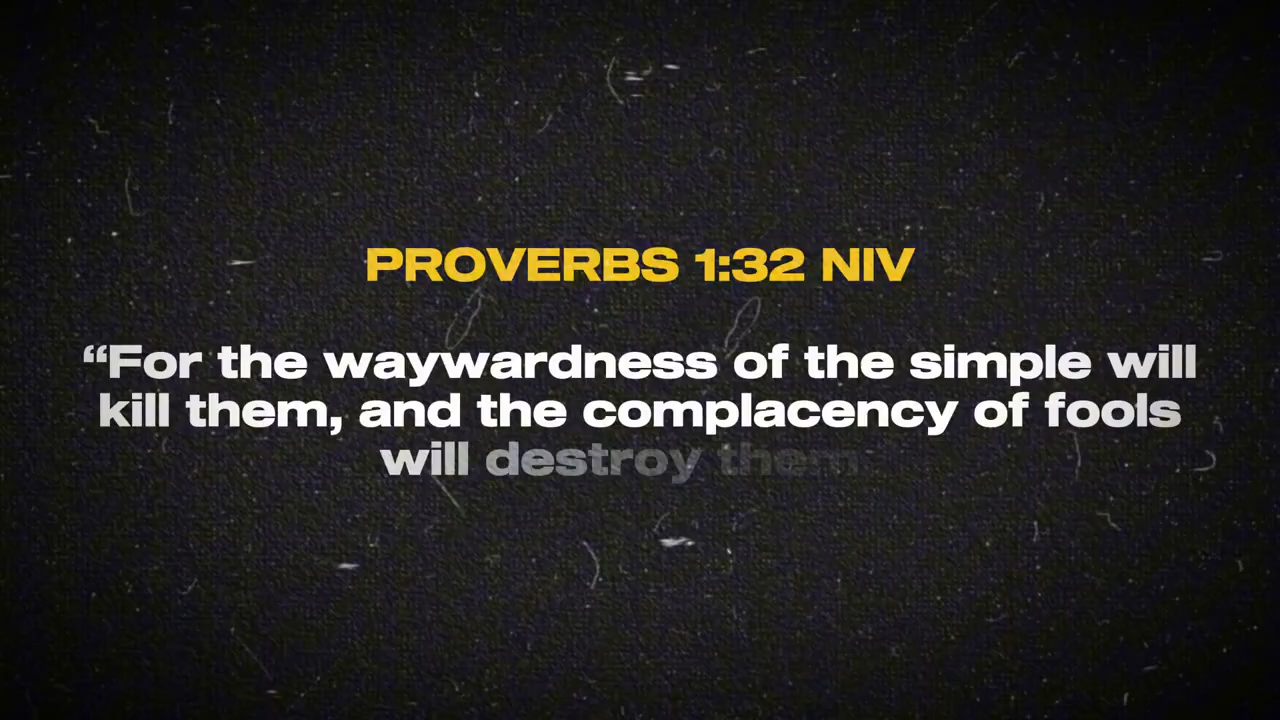 PROVERBS 1:32 NIV
“For the waywardness of the simple will
kill them, and the complacency of fools
will destroy them